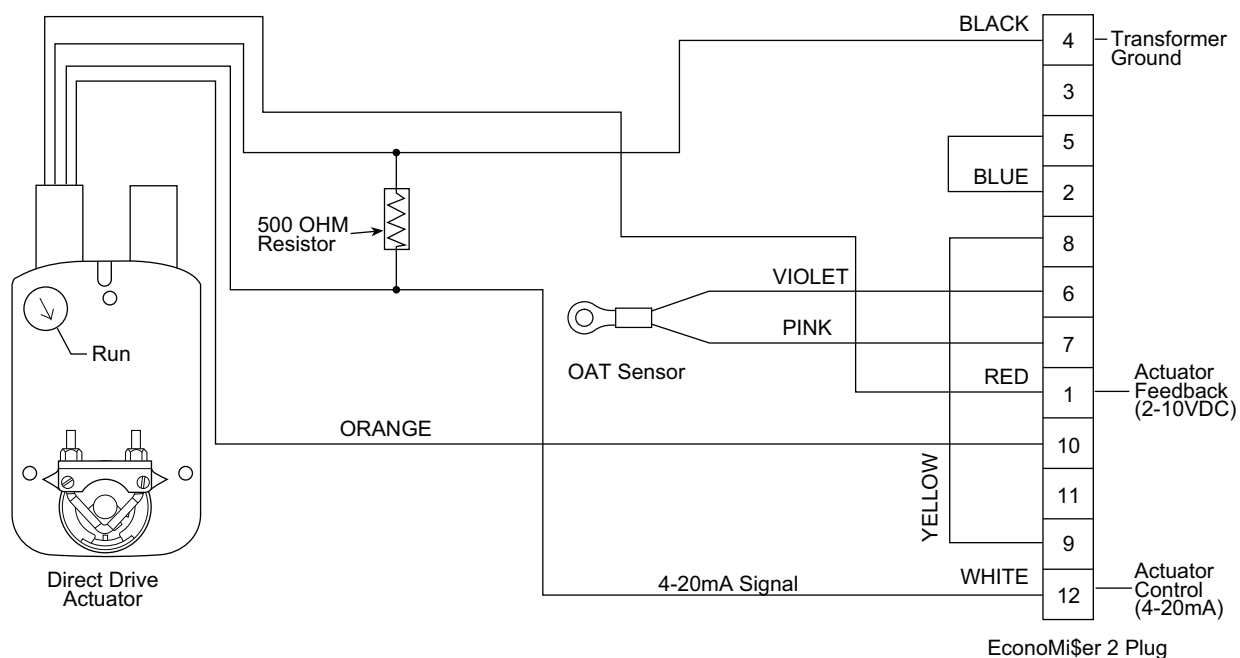 BLACK
4
Transformer
Ground
3
5
BLUE
2
500 OHM
Resistor
8
VIOLET
6
PINK
7
Run
OAT Sensor
RED
1
Actuator
Feedback
(2-10VDC)
ORANGE
10
YELLOW
11
9
Direct Drive
Actuator
4-20mA Signal
WHITE
12
Actuator
Control
(4-20mA)
EconoMi$er 2 Plug